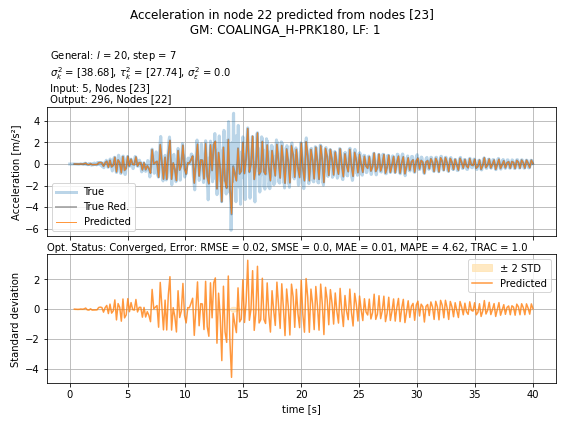 Acceleration in node 22 predicted from nodes [23]
GM: COALINGA_H-PRK180, LF: 1
General: l = 20, step = 7
σ²ₖ = [38.68], τ²ₖ = [27.74], σ²ε = 0.0
Input: 5, Nodes [23]
Output: 296, Nodes [22]
Acceleration [m/s²]
4
2
0
−2
−4
−6
True
True Red.
Predicted
Opt. Status: Converged, Error: RMSE = 0.02, SMSE = 0.0, MAE = 0.01, MAPE = 4.62, TRAC = 1.0
Standard deviation
2
0
−2
−4
± 2 STD
Predicted
0 5 10 15 20 25 30 35 40
time [s]